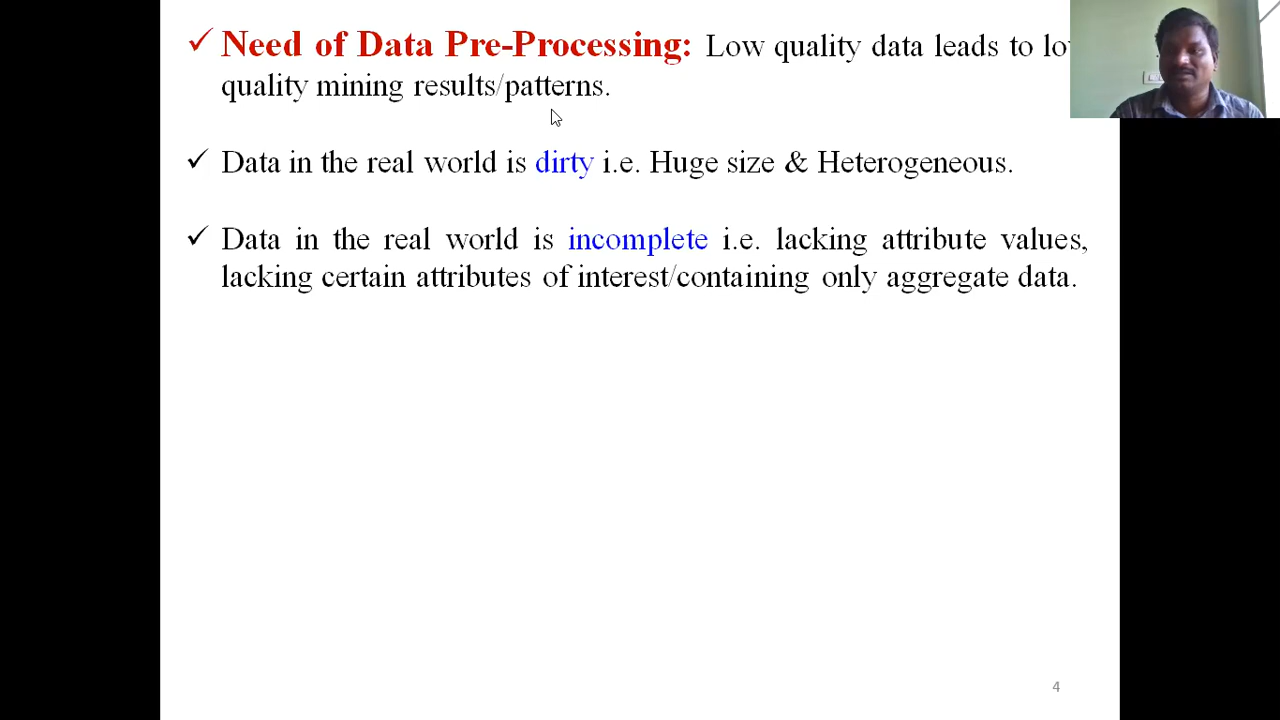 ✓ Need of Data Pre-Processing: Low quality data leads to
quality mining results/patterns.
✓ Data in the real world is dirty i.e. Huge size & Heterogeneous.
✓ Data in the real world is incomplete i.e. lacking attribute values,
lacking certain attributes of interest/containing only aggregate data.
4